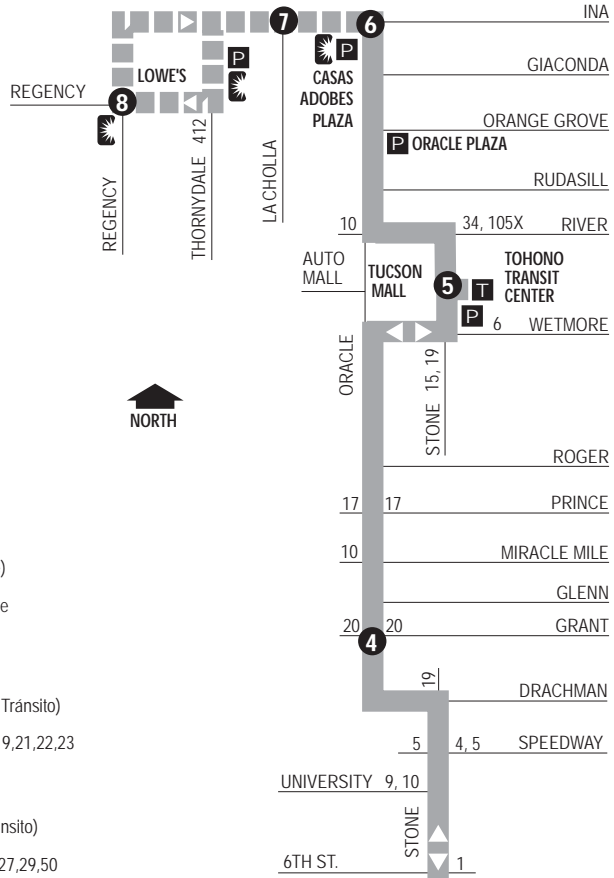 7
6
INA
P
P
LOWE'S
CASAS
ADOBES
PLAZA
GIACONDA
REGENCY
8
ORANGE GROVE
P ORACLE PLAZA
REGENCY
THORNYDALE 412
LA CHOLLA
RUDASILL
10
34, 105X RIVER
AUTO
MALL
TUCSON
MALL
5
T
TOHONO
TRANSIT
CENTER
P
6 WETMORE
ORACLE
STONE 15, 19
NORTH
ROGER
17
17
PRINCE
10
MIRACLE MILE
GLENN
20
20
GRANT
4
19
DRACHMAN
5
4, 5
SPEEDWAY
UNIVERSITY 9, 10
STONE
6TH ST.
1
)
e
Tránsito)
9,21,22,23
nsito)
27,29,50